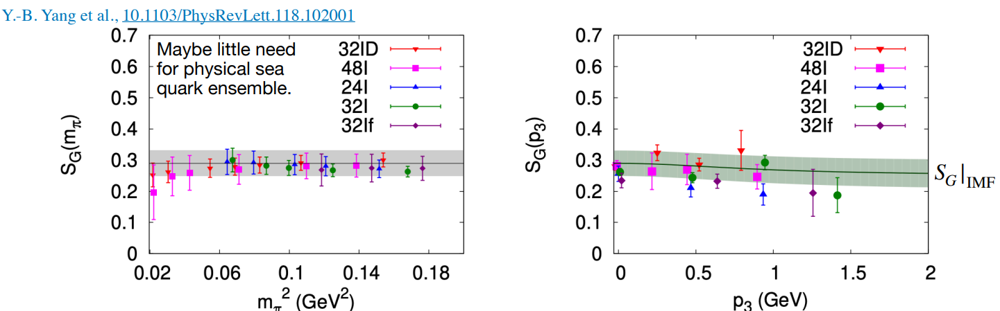 Y.-B. Yang et al., 10.1103/PhysRevLett.118.102001
0.7
0.6
0.5
0.4
0.3
0.2
0.1
0
S_G(m_π)
Maybe little need
for physical sea
quark ensemble.
32ID
48I
24I
32I
32If
0.02 0.06 0.1 0.14 0.18
m_π² (GeV²)
0.7
0.6
0.5
0.4
0.3
0.2
0.1
0
S_G(p_3)
32ID
48I
24I
32I
32If
S_G|_IMF
0 0.5 1 1.5 2
p_3 (GeV)